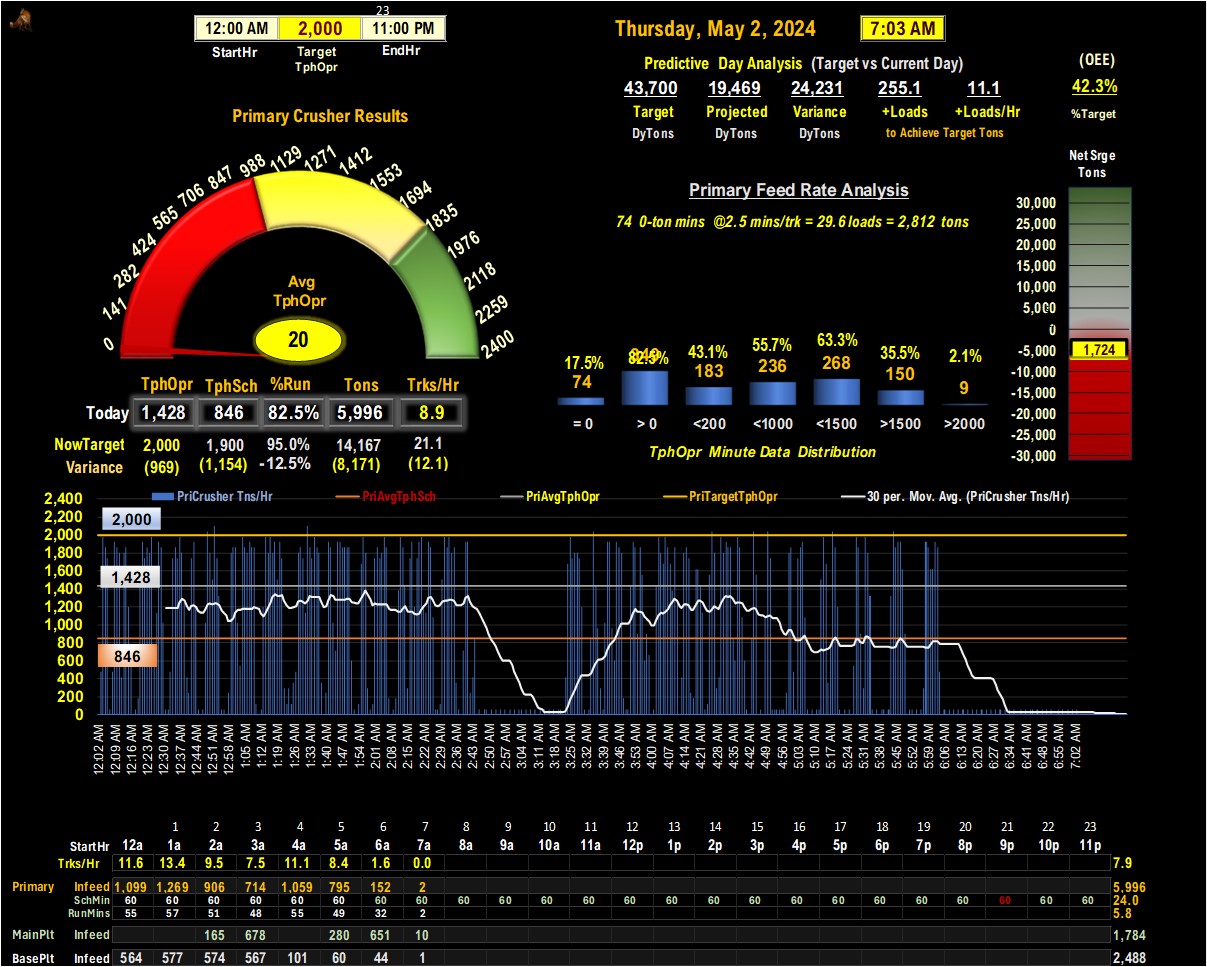 23
12:00 AM 2,000 11:00 PM
StartHr Target TphOpr EndHr
Thursday, May 2, 2024 7:03 AM
Predictive Day Analysis (Target vs Current Day)
43,700 19,469 24,231 255.1 11.1
Target Projected Variance +Loads +Loads/Hr
DyTons DyTons DyTons to Achieve Target Tons
(OEE)
42.3%
%Target
Primary Crusher Results
0 141 282 424 565 706 847 988 1129 1271 1412 1553 1694 1835 1976 2118 2259 2400
Avg
TphOpr
20
TphOpr TphSch %Run Tons Trks/Hr
Today 1,428 846 82.5% 5,996 8.9
NowTarget 2,000 1,900 95.0% 14,167 21.1
Variance (969) (1,154) -12.5% (8,171) (12.1)
Primary Feed Rate Analysis
74 0-ton mins @2.5 mins/trk = 29.6 loads = 2,812 tons
17.5% 82.5% 43.1% 55.7% 63.3% 35.5% 2.1%
74 183 236 268 150 9
= 0 > 0 <200 <1000 <1500 >1500 >2000
TphOpr Minute Data Distribution
Net Srge
Tons
30,000
25,000
20,000
15,000
10,000
5,000
0
-5,000
1,724
-10,000
-15,000
-20,000
-25,000
-30,000
PriCrusher Tns/Hr PriAvgTphSch PriAvgTphOpr PriTargetTphOpr 30 per. Mov. Avg. (PriCrusher Tns/Hr)
2,400
2,200
2,000
1,800
1,600
1,400
1,200
1,000
800
600
400
200
0
2,000
1,428
846
12:02 AM 12:09 AM 12:16 AM 12:23 AM 12:30 AM 12:37 AM 12:44 AM 12:51 AM 12:58 AM 1:05 AM 1:12 AM 1:19 AM 1:26 AM 1:33 AM 1:40 AM 1:47 AM 1:54 AM 2:01 AM 2:08 AM 2:15 AM 2:22 AM 2:29 AM 2:36 AM 2:43 AM 2:50 AM 2:57 AM 3:04 AM 3:11 AM 3:18 AM 3:25 AM 3:32 AM 3:39 AM 3:46 AM 3:53 AM 4:00 AM 4:07 AM 4:14 AM 4:21 AM 4:28 AM 4:35 AM 4:42 AM 4:49 AM 4:56 AM 5:03 AM 5:10 AM 5:17 AM 5:24 AM 5:31 AM 5:38 AM 5:45 AM 5:52 AM 5:59 AM 6:06 AM 6:13 AM 6:20 AM 6:27 AM 6:34 AM 6:41 AM 6:48 AM 6:55 AM 7:02 AM
1 2 3 4 5 6 7 8 9 10 11 12 13 14 15 16 17 18 19 20 21 22 23
StartHr 12a 1a 2a 3a 4a 5a 6a 7a 8a 9a 10a 11a 12p 1p 2p 3p 4p 5p 6p 7p 8p 9p 10p 11p
Trks/Hr 11.6 13.4 9.5 7.5 11.1 8.4 1.6 0.0 7.9
Primary Infeed 1,099 1,269 906 714 1,059 795 152 2 5,996
SchMin 60 60 60 60 60 60 60 60 60 60 60 60 60 60 60 60 60 60 60 60 60 60 60 60 24.0
RunMins 55 57 51 48 55 49 32 2 5.8
MainPlt Infeed 165 678 280 651 10 1,784
BasePlt Infeed 564 577 574 567 101 60 44 1 2,488